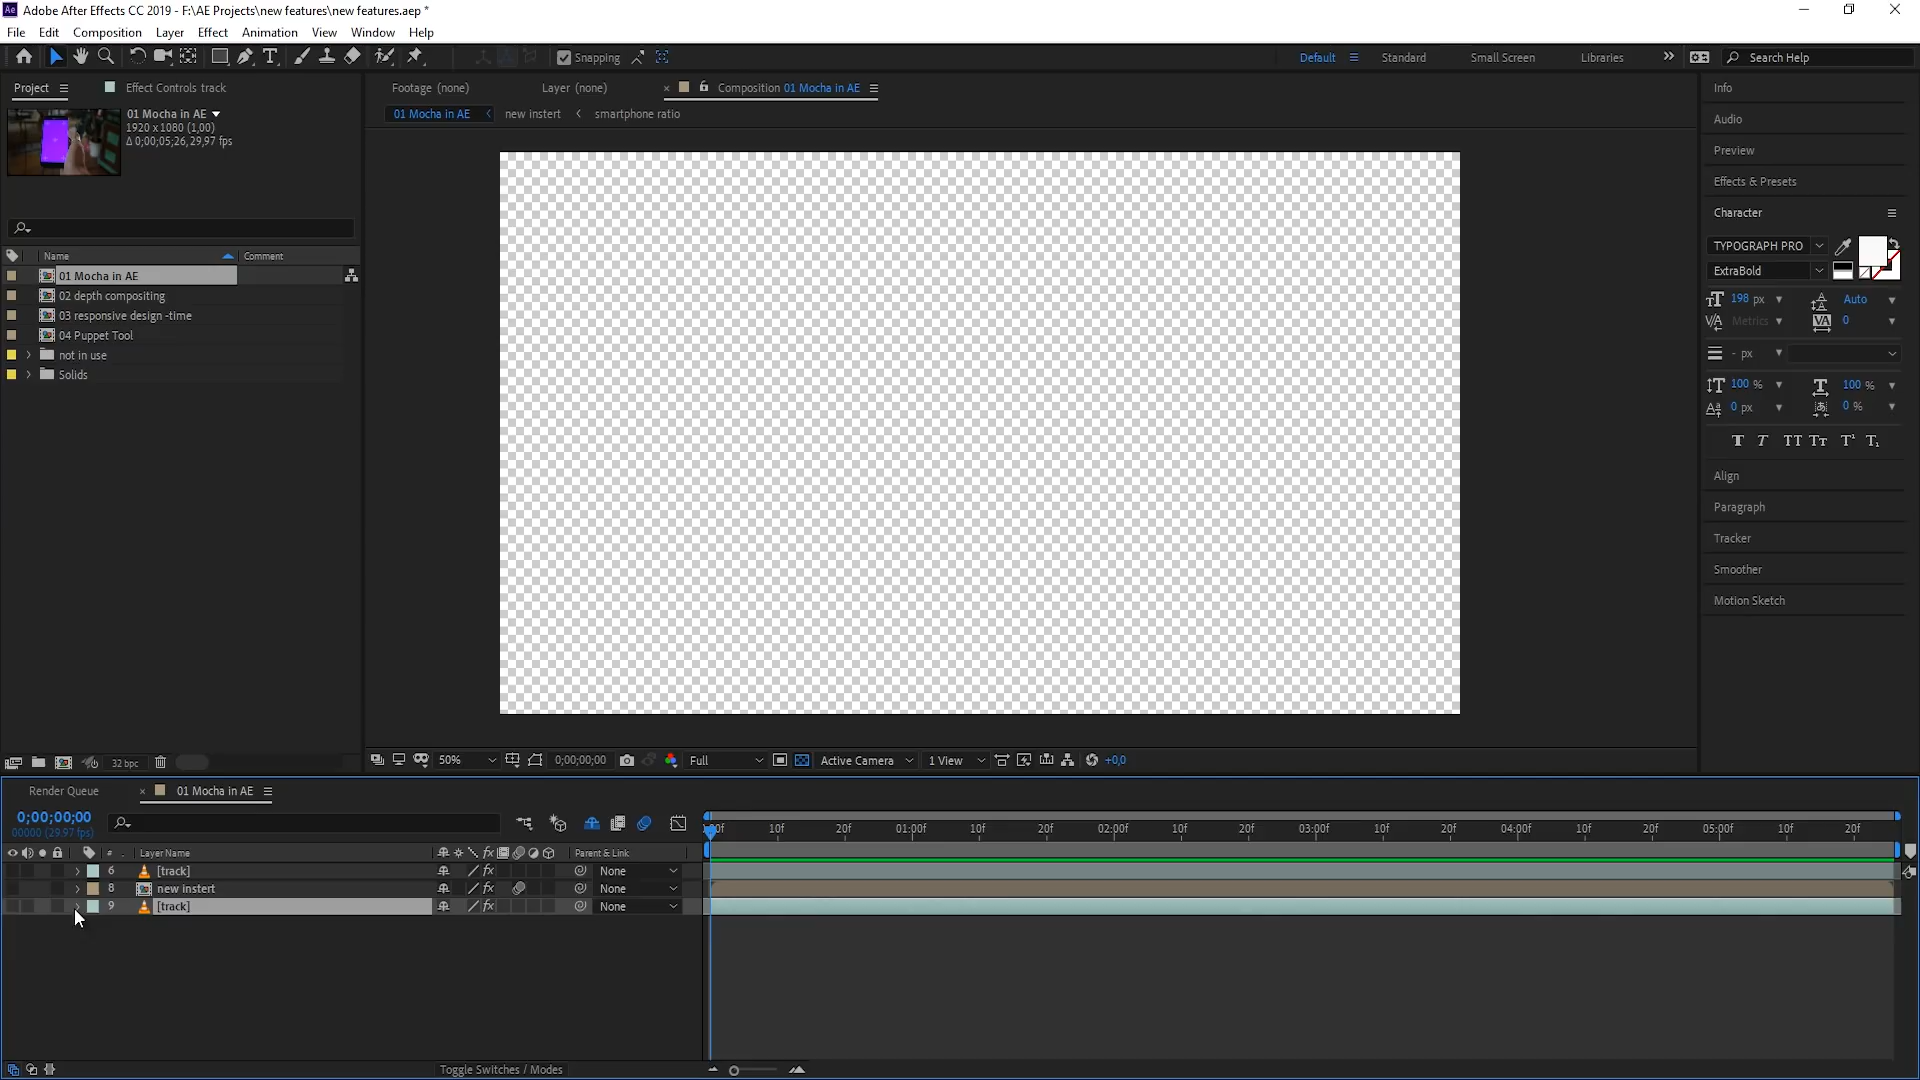 Ae Adobe After Effects CC 2019 - F:\AE Projects\new features\new features.aep *
File Edit Composition Layer Effect Animation View Window Help
Snapping Default Standard Small Screen Libraries Search Help
Project Effect Controls track Footage (none) Layer (none) × Composition 01 Mocha in AE Info
01 Mocha in AE
1920 x 1080 (1,00)
Δ 0;00;05;26, 29,97 fps
01 Mocha in AE new instert smartphone ratio
Audio
Preview
Effects & Presets
Character
TYPOGRAPH PRO
ExtraBold
198 px Auto
Metrics 0
- px
100 % 100 %
0 px 0 %
T T TT TT T¹ T₁
Align
Paragraph
Tracker
Smoother
Motion Sketch
Name Comment
01 Mocha in AE
02 depth compositing
03 responsive design -time
04 Puppet Tool
not in use
Solids
32 bpc
50% 0;00;00;00 Full Active Camera 1 View +0,0
Render Queue × 01 Mocha in AE
0;00;00;00
00000 (29.97 fps)
10f 20f 01:00f 10f 20f 02:00f 10f 20f 03:00f 10f 20f 04:00f 10f 20f 05:00f 10f 20f
# Layer Name Parent & Link
6 [track] None
8 new instert None
9 [track] None
Toggle Switches / Modes